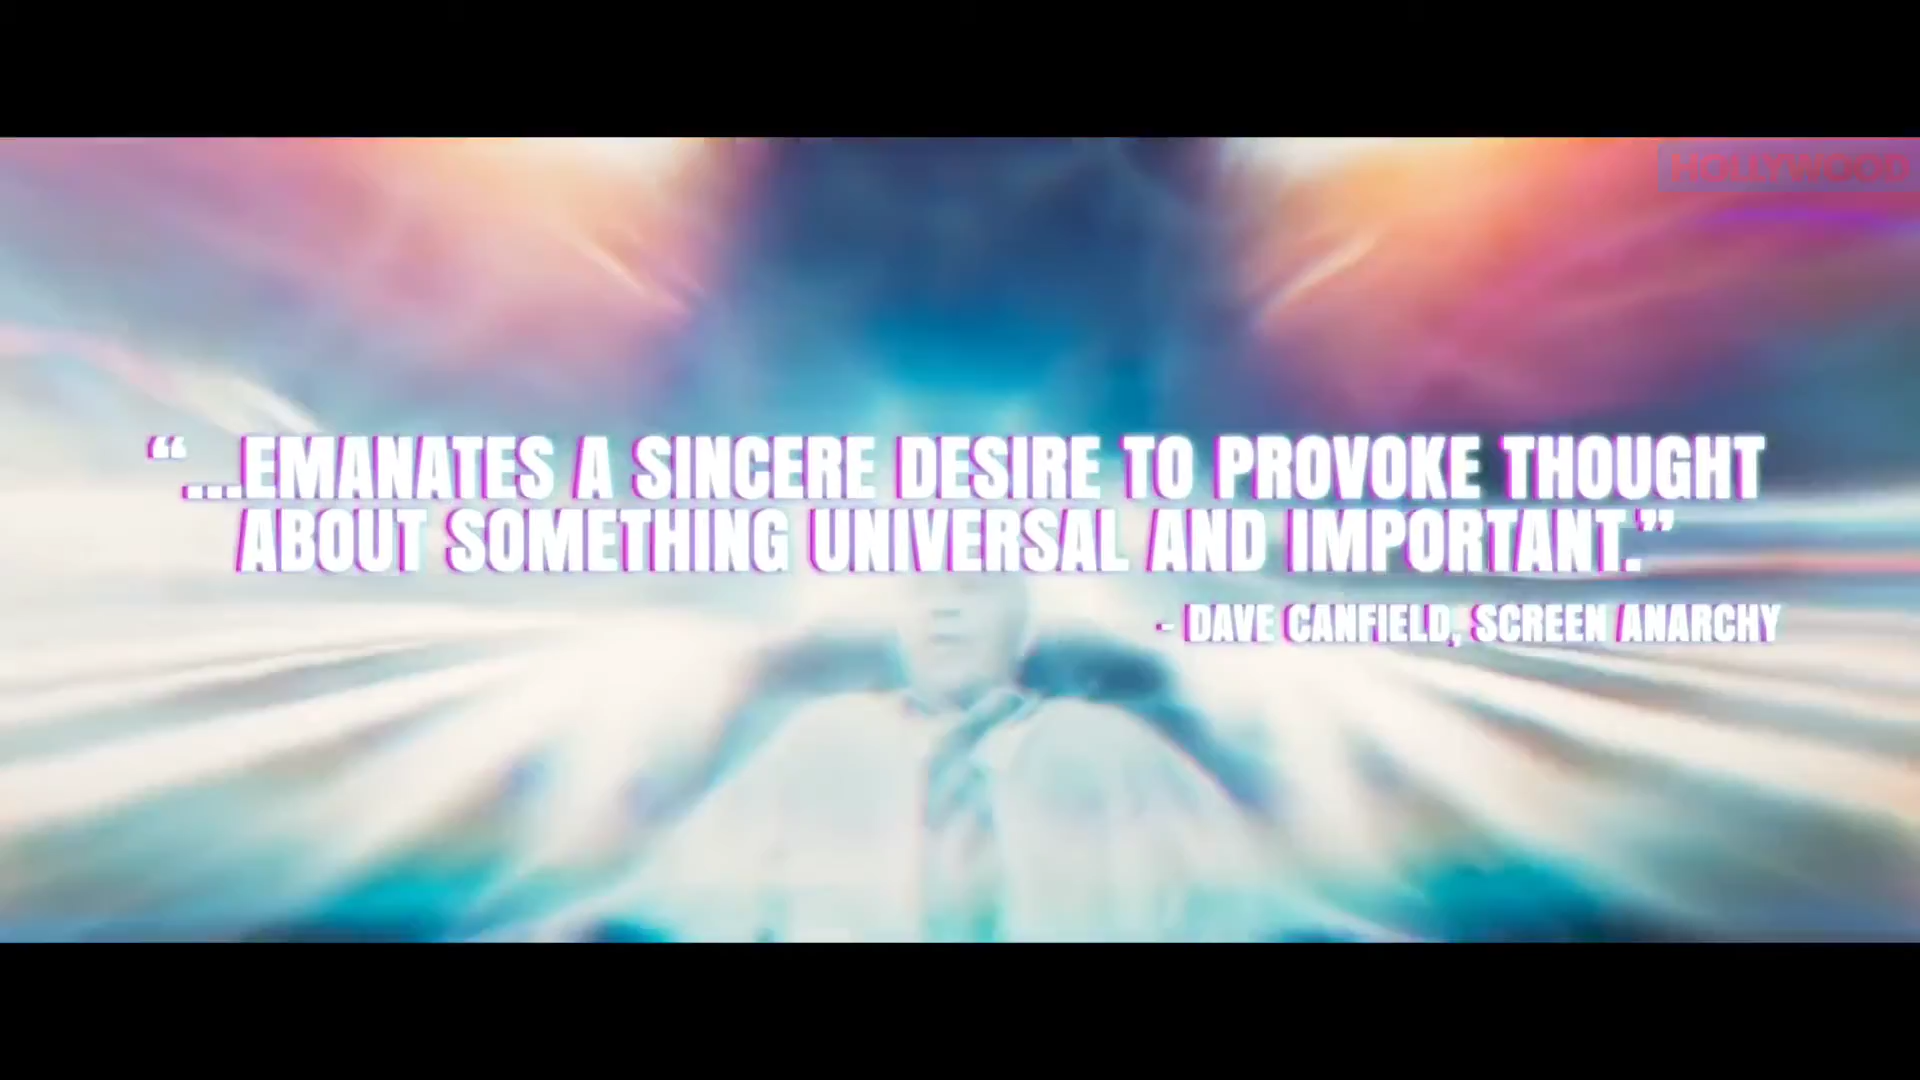 HOLLYWOOD
“...EMANATES A SINCERE DESIRE TO PROVOKE THOUGHT
ABOUT SOMETHING UNIVERSAL AND IMPORTANT.”
- DAVE CANFIELD, SCREEN ANARCHY